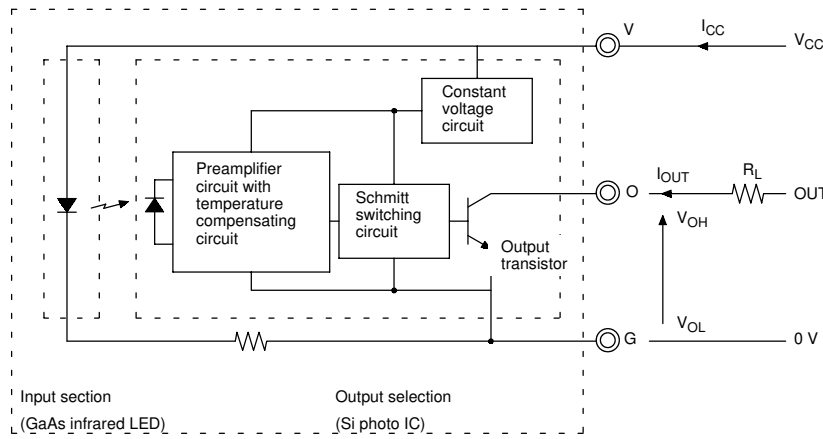 V
I_CC
V_CC
Constant
voltage
circuit
Preamplifier
circuit with
temperature
compensating
circuit
Schmitt
switching
circuit
Output
transistor
O
I_OUT
R_L
OUT
V_OH
V_OL
G
0 V
Input section
(GaAs infrared LED)
Output selection
(Si photo IC)